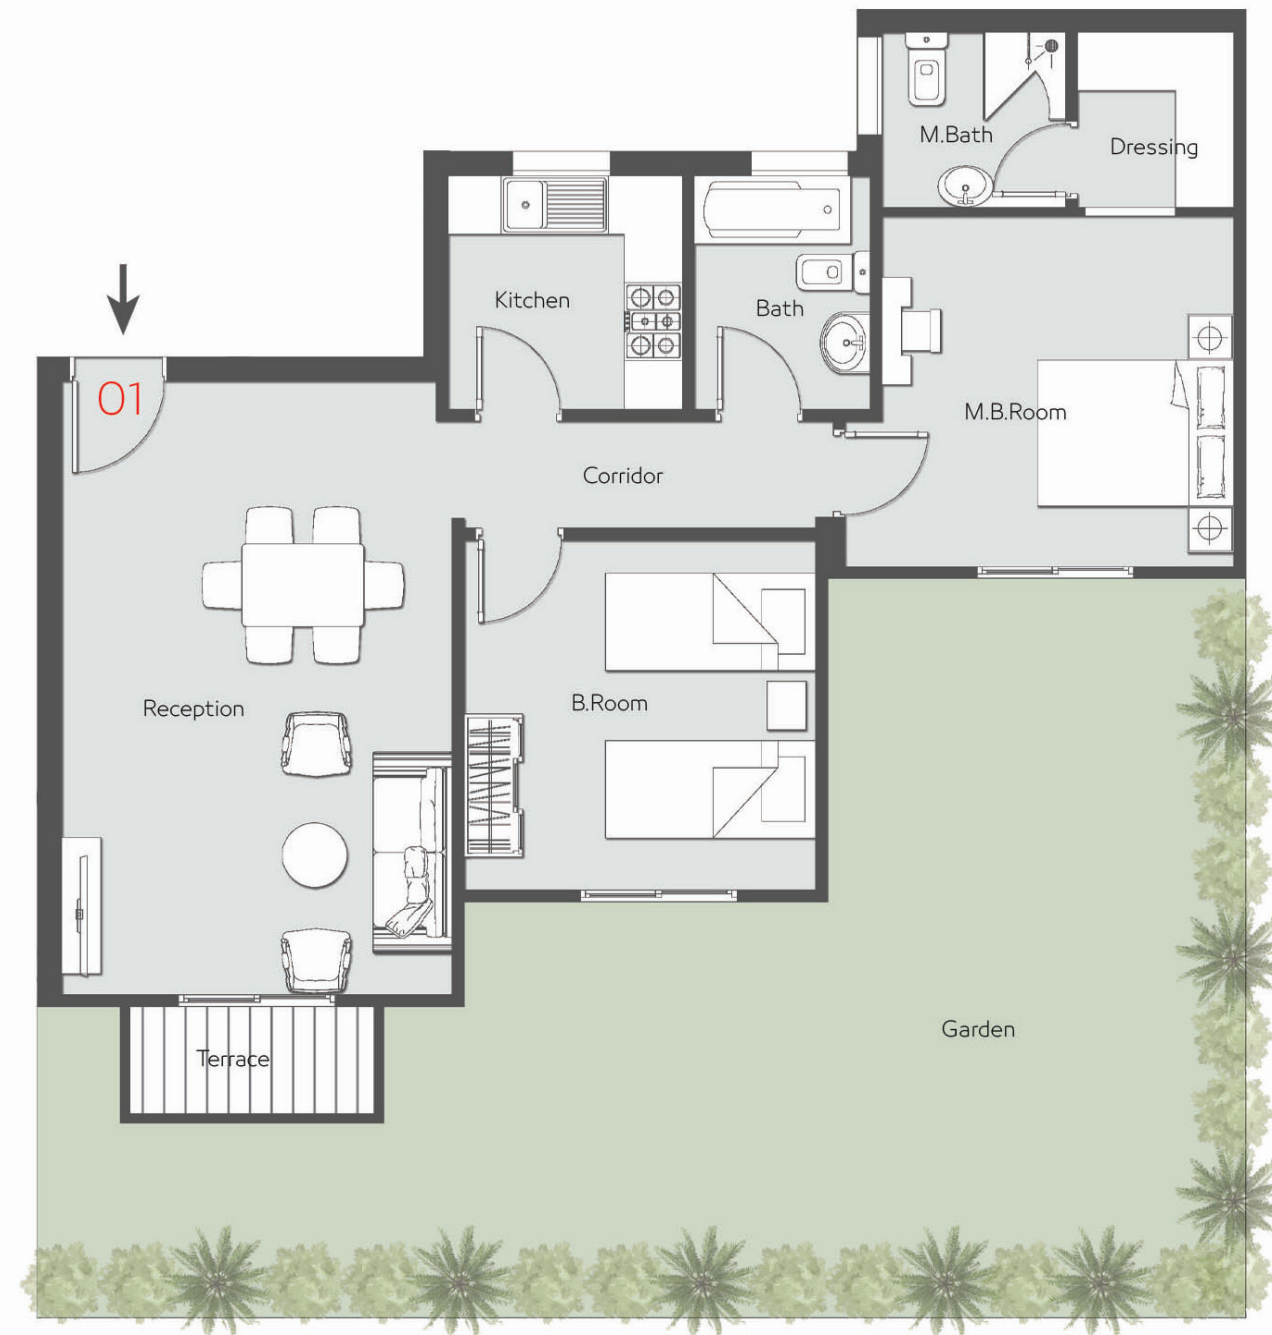 M.Bath
Dressing
Kitchen
Bath
01
M.B.Room
Corridor
B.Room
Reception
Garden
Terrace